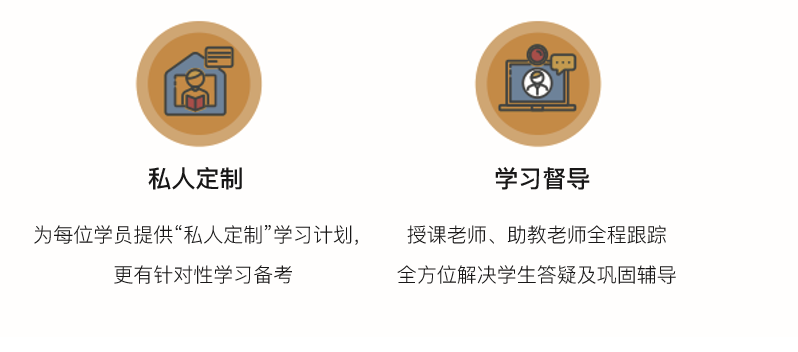 私人定制
为每位学员提供“私人定制”学习计划，
更有针对性学习备考
学习督导
授课老师、助教老师全程跟踪
全方位解决学生答疑及巩固辅导